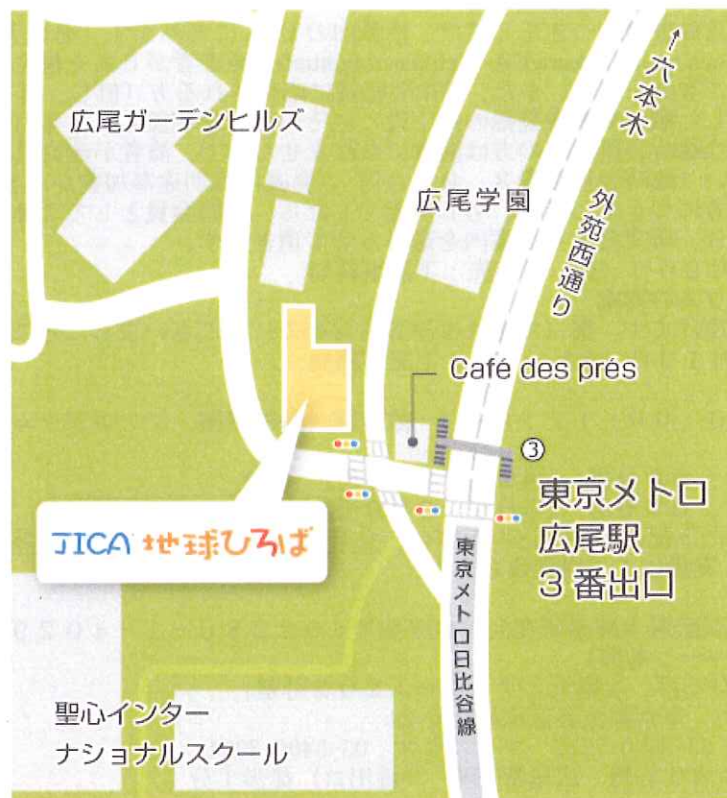 →六本木
広尾ガーデンヒルズ
広尾学園
外苑西通り
Café des prés
③
東京メトロ
広尾駅
3番出口
JICA 地球ひろば
東京メトロ日比谷線
聖心インター
ナショナルスクール